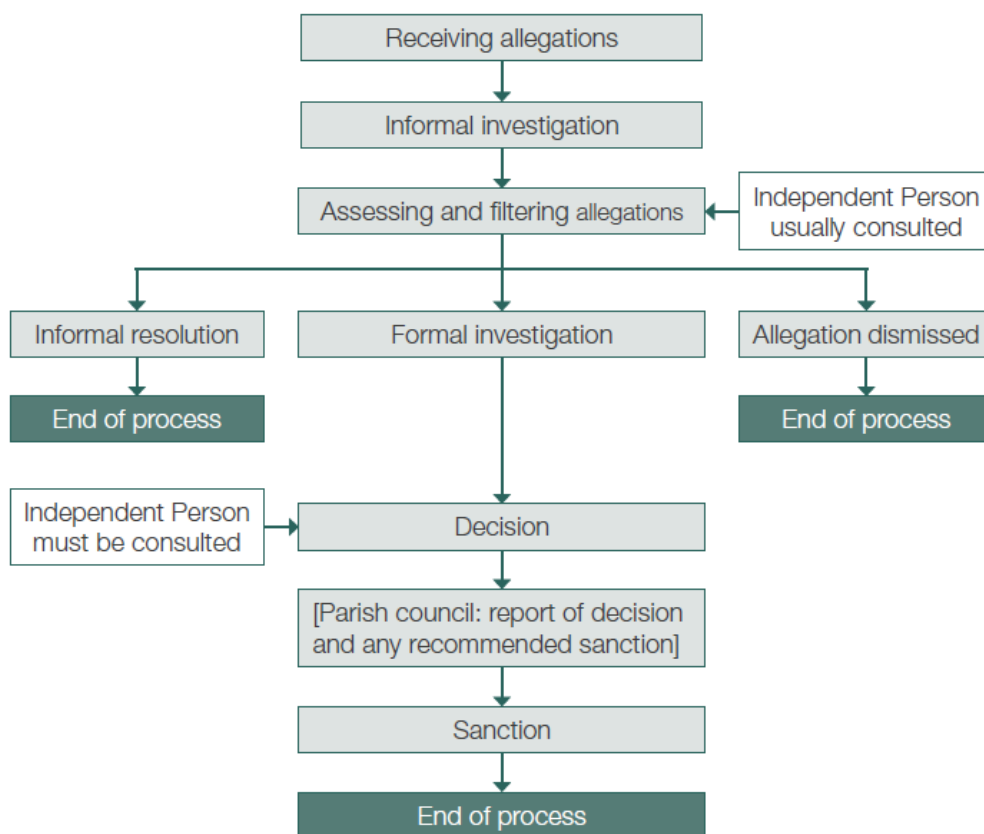 Receiving allegations
Informal investigation
Assessing and filtering allegations
Independent Person
usually consulted
Informal resolution
Formal investigation
Allegation dismissed
End of process
End of process
Independent Person
must be consulted
Decision
[Parish council: report of decision
and any recommended sanction]
Sanction
End of process